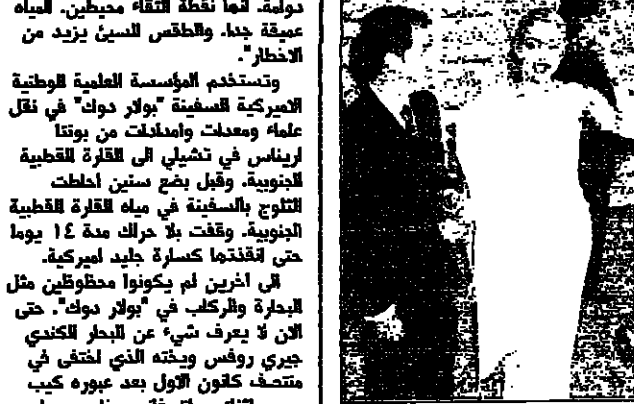 دوامة. انها نقطة التقاء محيطين. المياه
عميقة جدا. والطقس السيئ يزيد من
الاخطار".
وتستخدم المؤسسة العلمية الوطنية
الاميركية السفينة "بولار دوك" في نقل
علماء ومعدات وامدادات من بونتا
اريناس في تشيلي الى القارة القطبية
الجنوبية. وقبل بضع سنين احاطت
الثلوج بالسفينة في مياه القارة القطبية
الجنوبية. وقفت بلا حراك مدة ١٤ يوما
حتى انقذتها كسارة جليد اميركية.
الى اخرين لم يكونوا محظوظين مثل
البحارة والركاب في "بولار دوك". حتى
الان لا يعرف شيء عن البحار الكندي
جيري روفس ويخته الذي اختفى في
منتصف كانون الاول بعد عبوره كيب